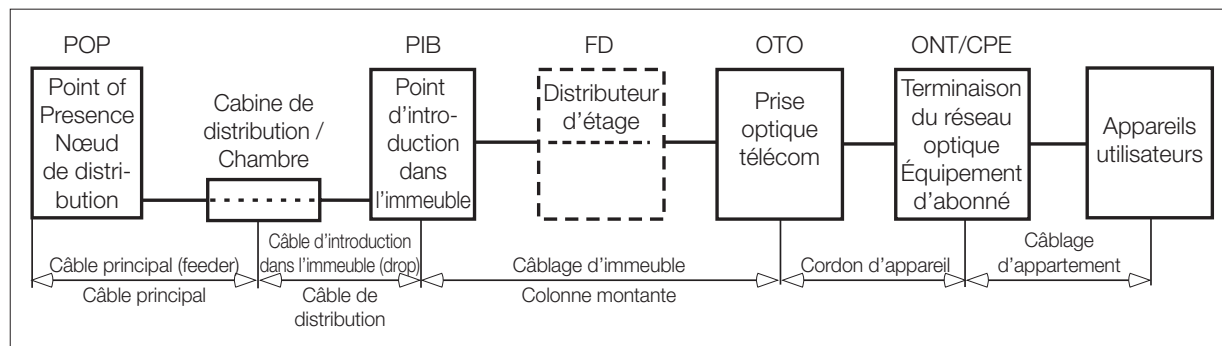 POP
PIB
FD
OTO
ONT/CPE
Point of
Presence
Nœud
de distri-
bution
Cabine de
distribution /
Chambre
Point
d'intro-
duction
dans
l'immeuble
Distributeur
d'étage
Prise
optique
télécom
Terminaison
du réseau
optique
Équipement
d'abonné
Appareils
utilisateurs
Câble principal (feeder)
Câble principal
Câble d'introduction
dans l'immeuble (drop)
Câble de
distribution
Câblage d'immeuble
Colonne montante
Cordon d'appareil
Câblage
d'appartement